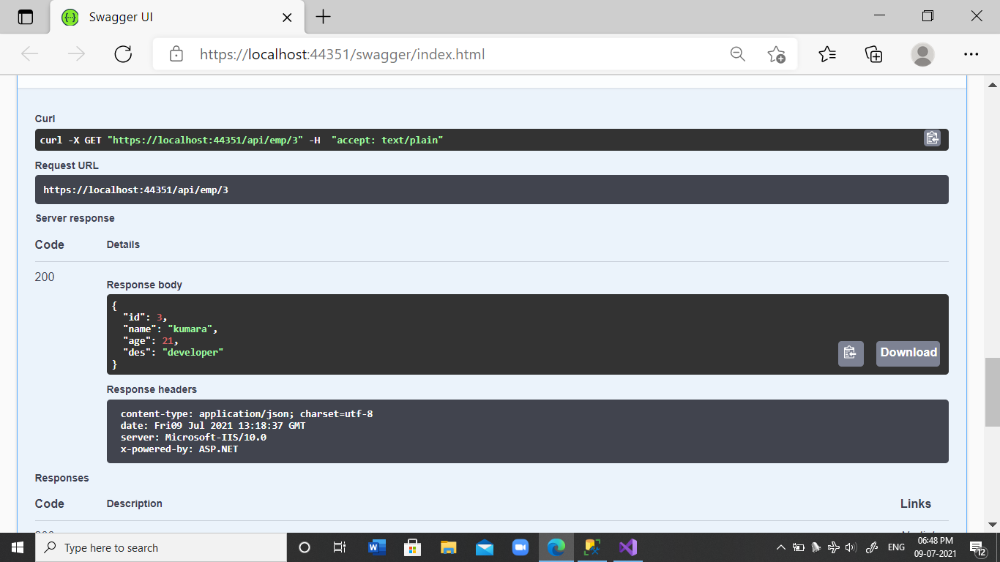 Swagger UI
https://localhost:44351/swagger/index.html
Curl
curl -X GET "https://localhost:44351/api/emp/3" -H  "accept: text/plain"
Request URL
https://localhost:44351/api/emp/3
Server response
Code Details
200
Response body
{
"id": 3,
"name": "kumara",
"age": 21,
"des": "developer"
}
Download
Response headers
content-type: application/json; charset=utf-8
date: Fri09 Jul 2021 13:18:37 GMT
server: Microsoft-IIS/10.0
x-powered-by: ASP.NET
Responses
Code Description Links
Type here to search
ENG
06:48 PM
09-07-2021
12